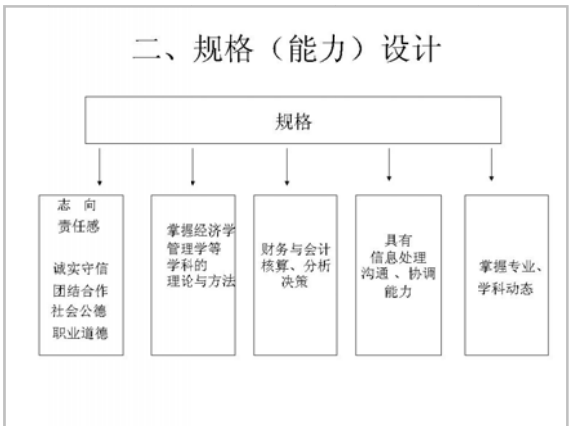 二、规格（能力）设计
规格
志 向
责任感
诚实守信
团结合作
社会公德
职业道德
掌握经济学
管理学等
学科的
理论与方法
财务与会计
核算、分析
决策
具有
信息处理
沟通 、协调
能力
掌握专业、
学科动态